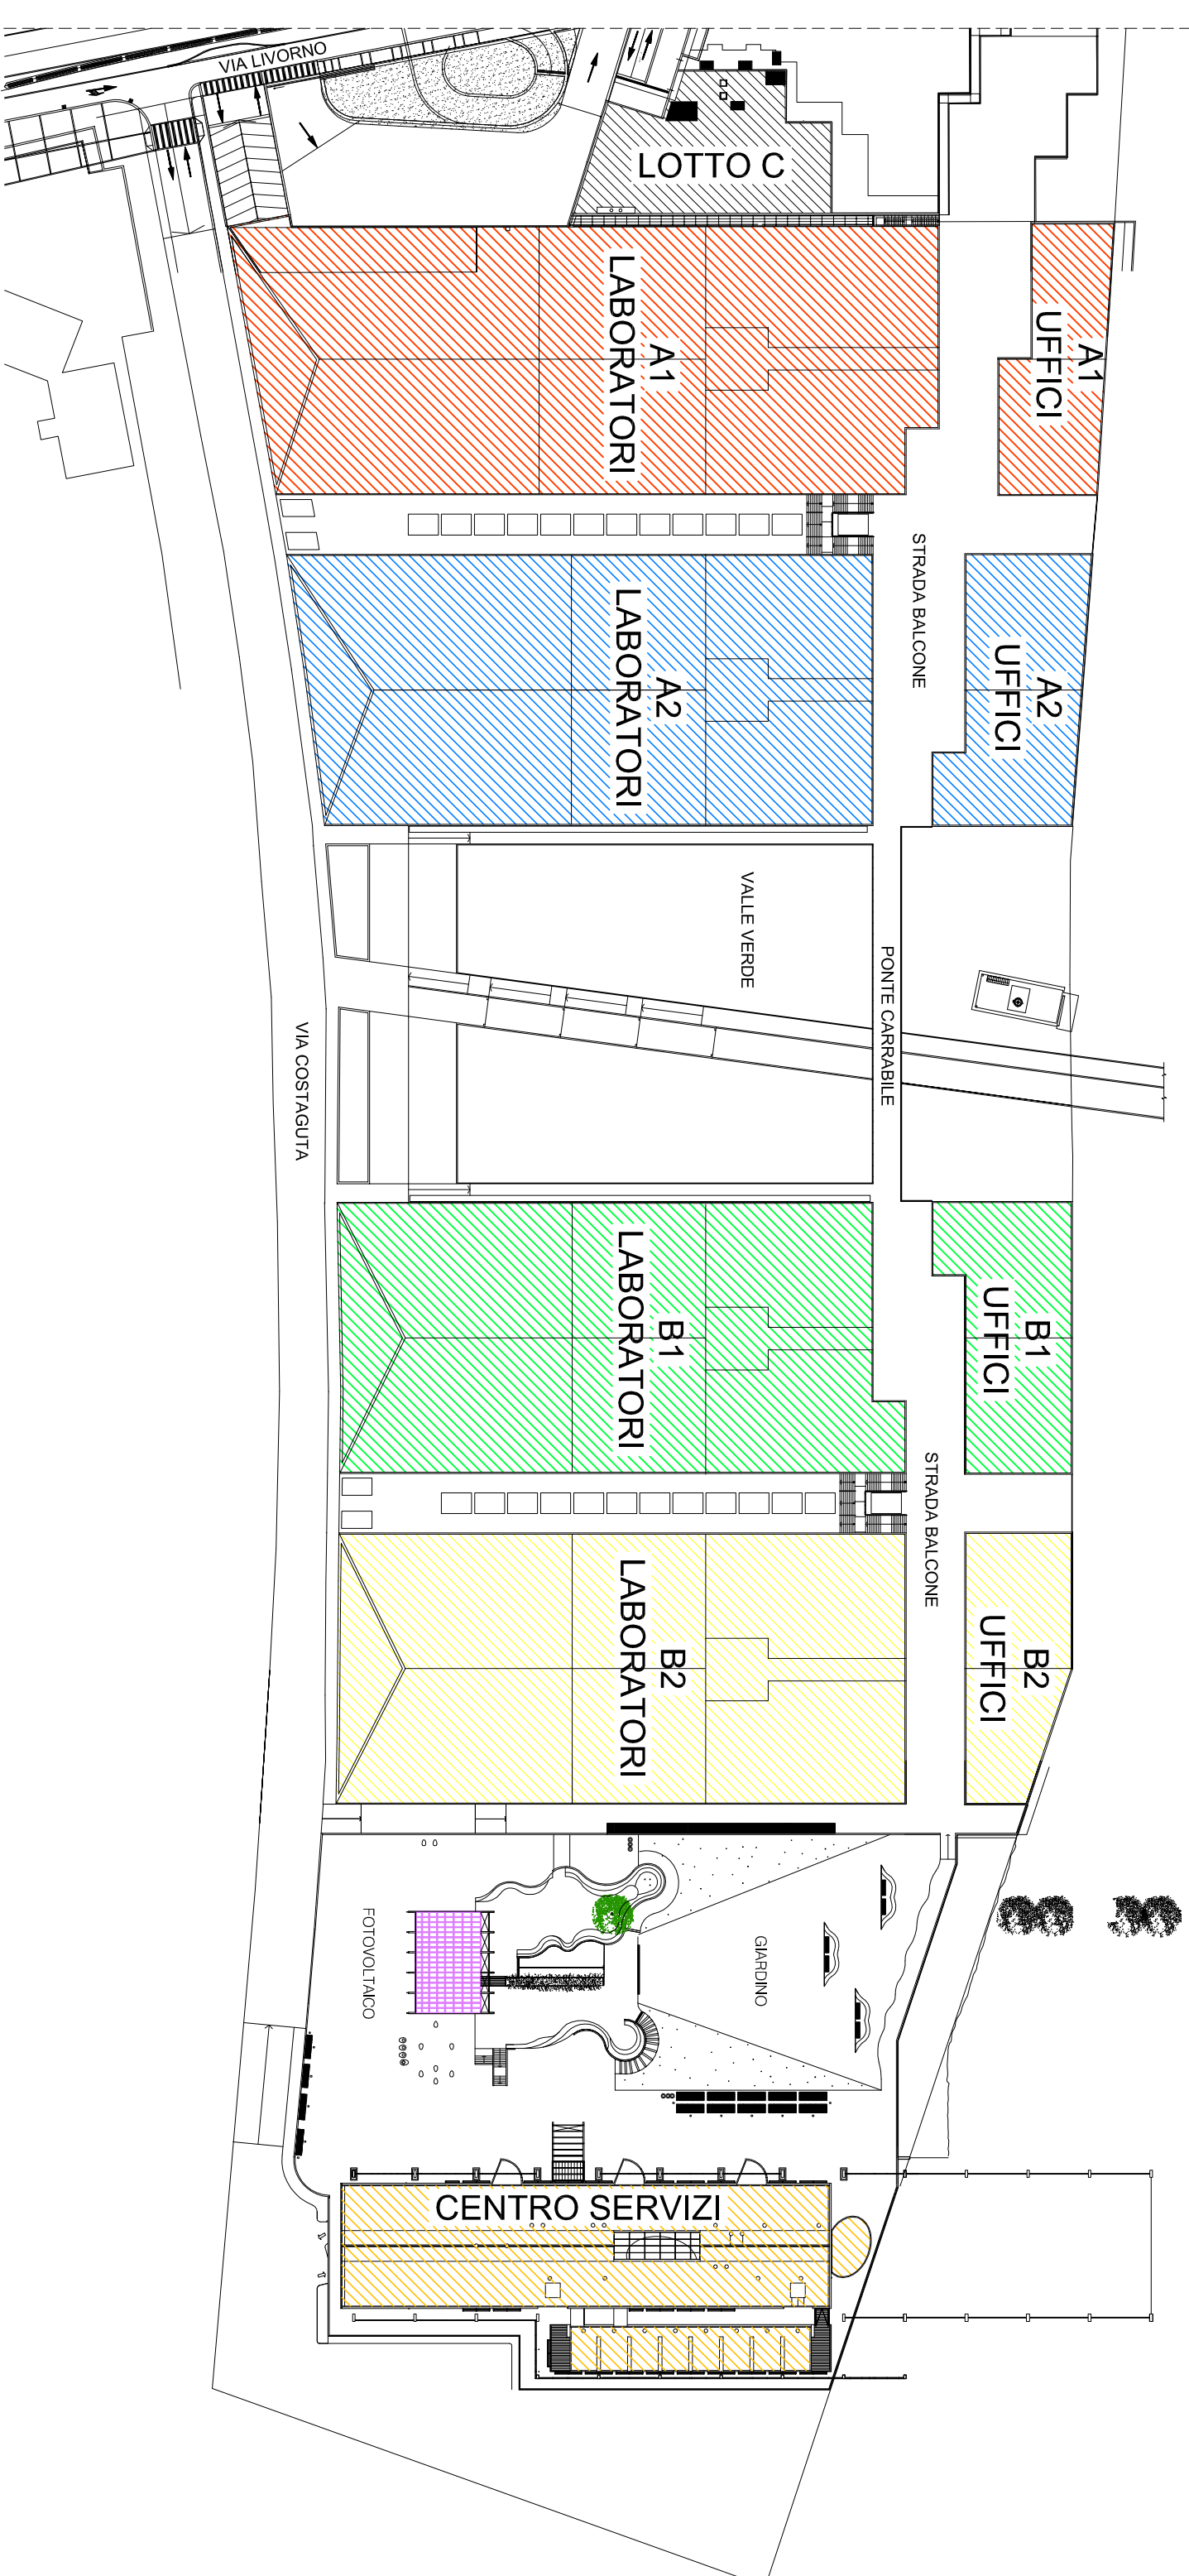 VIA LIVORNO
LOTTO C
A1
LABORATORI
A1
UFFICI
STRADA BALCONE
A2
LABORATORI
A2
UFFICI
VALLE VERDE
PONTE CARRABILE
VIA COSTAGUTA
B1
LABORATORI
B1
UFFICI
STRADA BALCONE
B2
LABORATORI
B2
UFFICI
FOTOVOLTAICO
GIARDINO
CENTRO SERVIZI